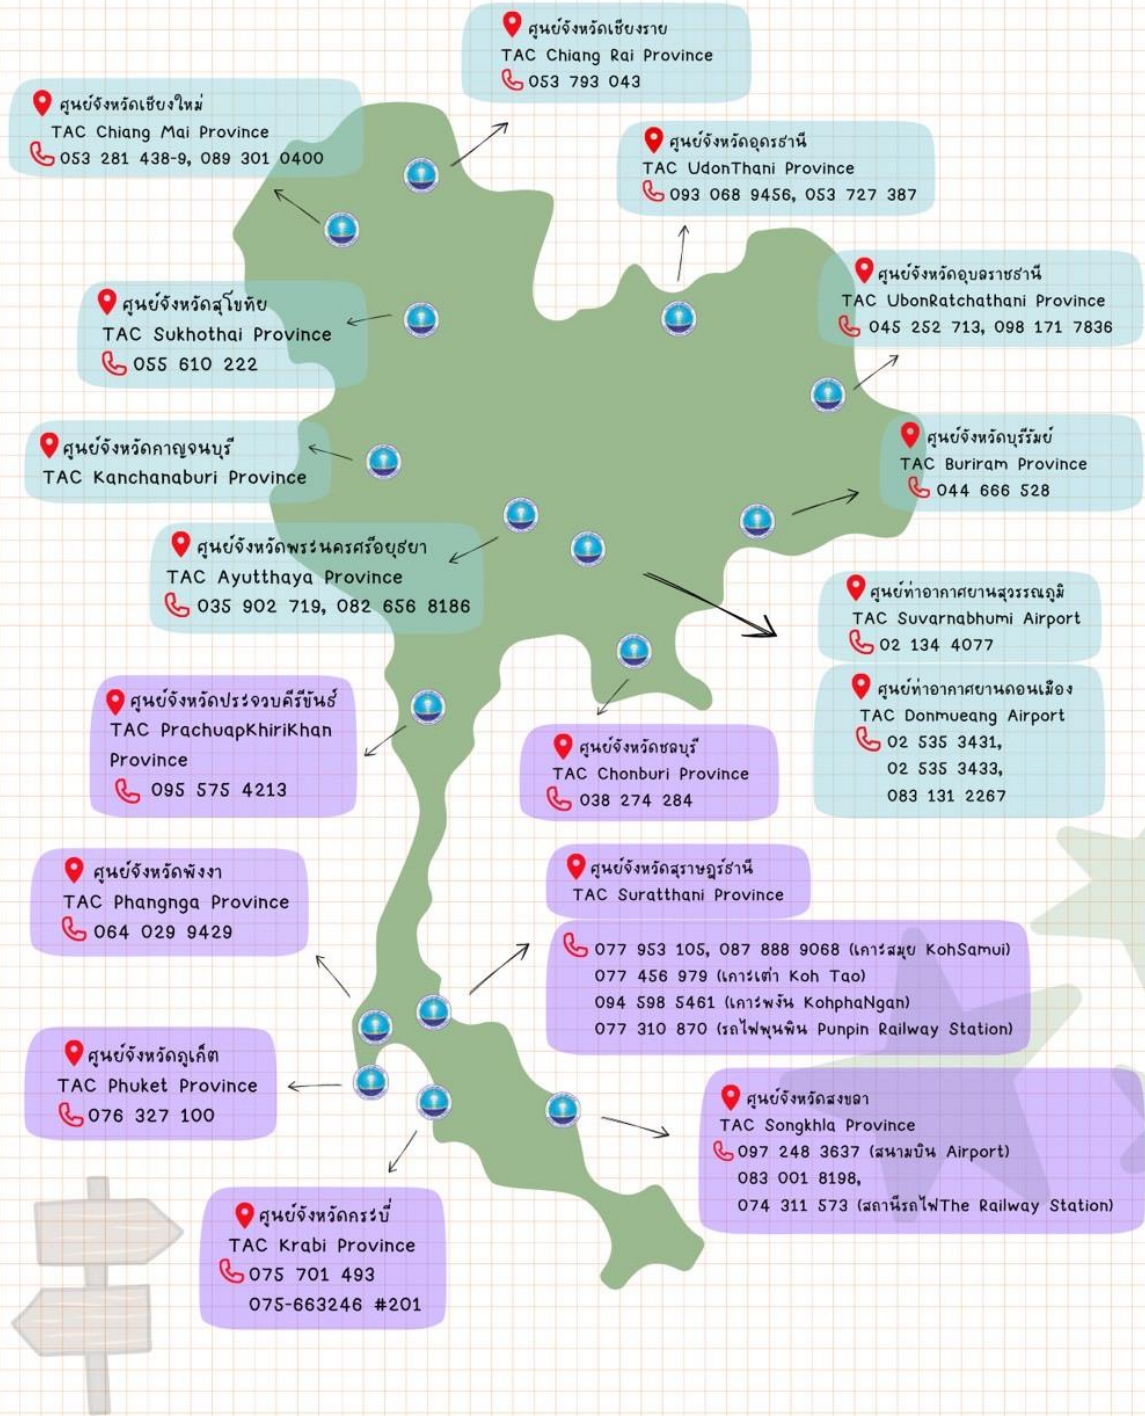 ศูนย์จังหวัดเชียงราย
TAC Chiang Rai Province
053 793 043
ศูนย์จังหวัดเชียงใหม่
TAC Chiang Mai Province
053 281 438-9, 089 301 0400
ศูนย์จังหวัดอุดรธานี
TAC UdonThani Province
093 068 9456, 053 727 387
ศูนย์จังหวัดอุบลราชธานี
TAC UbonRatchathani Province
045 252 713, 098 171 7836
ศูนย์จังหวัดสุโขทัย
TAC Sukhothai Province
055 610 222
ศูนย์จังหวัดกาญจนบุรี
TAC Kanchanaburi Province
ศูนย์จังหวัดบุรีรัมย์
TAC Buriram Province
044 666 528
ศูนย์จังหวัดพระนครศรีอยุธยา
TAC Ayutthaya Province
035 902 719, 082 656 8186
ศูนย์ท่าอากาศยานสุวรรณภูมิ
TAC Suvarnabhumi Airport
02 134 4077
ศูนย์ท่าอากาศยานดอนเมือง
TAC Donmueang Airport
02 535 3431,
02 535 3433,
083 131 2267
ศูนย์จังหวัดประจวบคีรีขันธ์
TAC PrachuapKhiriKhan
Province
095 575 4213
ศูนย์จังหวัดชลบุรี
TAC Chonburi Province
038 274 284
ศูนย์จังหวัดพังงา
TAC Phangnga Province
064 029 9429
ศูนย์จังหวัดสุราษฎร์ธานี
TAC Suratthani Province
077 953 105, 087 888 9068 (เกาะสมุย KohSamui)
077 456 979 (เกาะเต่า Koh Tao)
094 598 5461 (เกาะพงัน KohphaNgan)
077 310 870 (รถไฟพุนพิน Punpin Railway Station)
ศูนย์จังหวัดภูเก็ต
TAC Phuket Province
076 327 100
ศูนย์จังหวัดสงขลา
TAC Songkhla Province
097 248 3637 (สนามบิน Airport)
083 001 8198,
074 311 573 (สถานีรถไฟThe Railway Station)
ศูนย์จังหวัดกระบี่
TAC Krabi Province
075 701 493
075-663246 #201